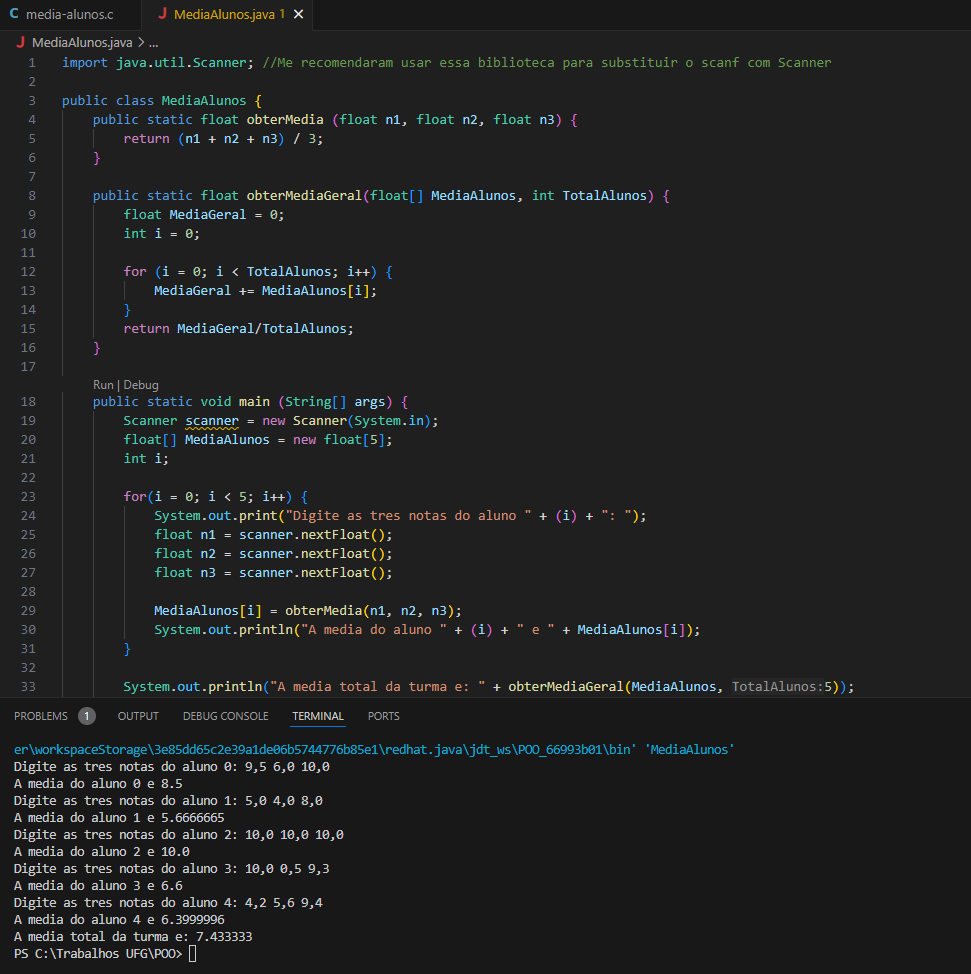 C media-alunos.c
J MediaAlunos.java 1 ✕
J MediaAlunos.java > ...
1 import java.util.Scanner; //Me recomendaram usar essa biblioteca para substituir o scanf com Scanner
2
3 public class MediaAlunos {
4 public static float obterMedia (float n1, float n2, float n3) {
5 return (n1 + n2 + n3) / 3;
6 }
7
8 public static float obterMediaGeral(float[] MediaAlunos, int TotalAlunos) {
9 float MediaGeral = 0;
10 int i = 0;
11
12 for (i = 0; i < TotalAlunos; i++) {
13 MediaGeral += MediaAlunos[i];
14 }
15 return MediaGeral/TotalAlunos;
16 }
17
Run | Debug
18 public static void main (String[] args) {
19 Scanner scanner = new Scanner(System.in);
20 float[] MediaAlunos = new float[5];
21 int i;
22
23 for(i = 0; i < 5; i++) {
24 System.out.print("Digite as tres notas do aluno " + (i) + ": ");
25 float n1 = scanner.nextFloat();
26 float n2 = scanner.nextFloat();
27 float n3 = scanner.nextFloat();
28
29 MediaAlunos[i] = obterMedia(n1, n2, n3);
30 System.out.println("A media do aluno " + (i) + " e " + MediaAlunos[i]);
31 }
32
33 System.out.println("A media total da turma e: " + obterMediaGeral(MediaAlunos, TotalAlunos:5));
PROBLEMS 1 OUTPUT DEBUG CONSOLE TERMINAL PORTS
er\workspaceStorage\3e85dd65c2e39a1de06b5744776b85e1\redhat.java\jdt_ws\POO_66993b01\bin' 'MediaAlunos'
Digite as tres notas do aluno 0: 9,5 6,0 10,0
A media do aluno 0 e 8.5
Digite as tres notas do aluno 1: 5,0 4,0 8,0
A media do aluno 1 e 5.6666665
Digite as tres notas do aluno 2: 10,0 10,0 10,0
A media do aluno 2 e 10.0
Digite as tres notas do aluno 3: 10,0 0,5 9,3
A media do aluno 3 e 6.6
Digite as tres notas do aluno 4: 4,2 5,6 9,4
A media do aluno 4 e 6.3999996
A media total da turma e: 7.433333
PS C:\Trabalhos UFG\POO>